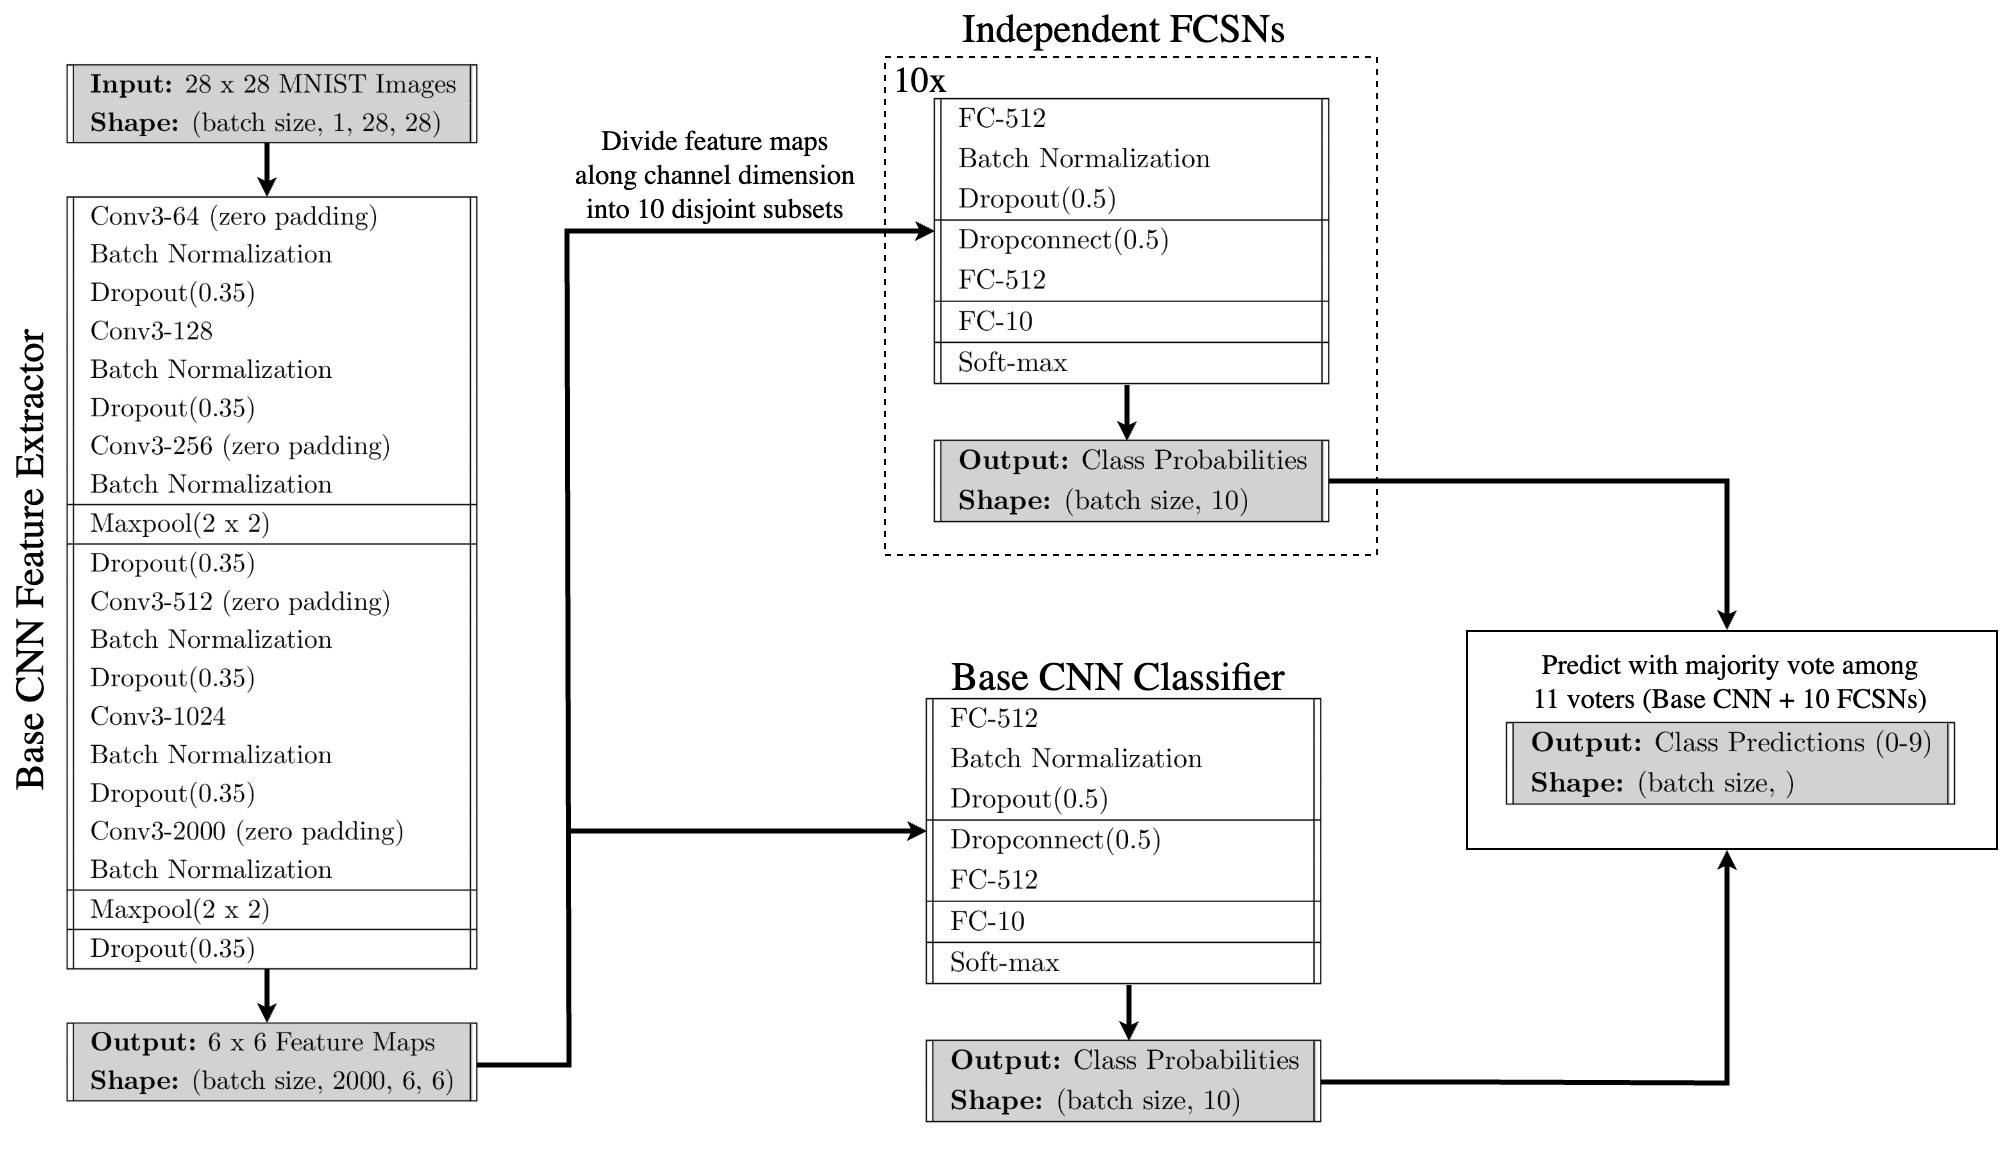 Base CNN Feature Extractor
Input: 28 x 28 MNIST Images
Shape: (batch size, 1, 28, 28)
Conv3-64 (zero padding)
Batch Normalization
Dropout(0.35)
Conv3-128
Batch Normalization
Dropout(0.35)
Conv3-256 (zero padding)
Batch Normalization
Maxpool(2 x 2)
Dropout(0.35)
Conv3-512 (zero padding)
Batch Normalization
Dropout(0.35)
Conv3-1024
Batch Normalization
Dropout(0.35)
Conv3-2000 (zero padding)
Batch Normalization
Maxpool(2 x 2)
Dropout(0.35)
Output: 6 x 6 Feature Maps
Shape: (batch size, 2000, 6, 6)
Divide feature maps
along channel dimension
into 10 disjoint subsets
Independent FCSNs
10x
FC-512
Batch Normalization
Dropout(0.5)
Dropconnect(0.5)
FC-512
FC-10
Soft-max
Output: Class Probabilities
Shape: (batch size, 10)
Base CNN Classifier
FC-512
Batch Normalization
Dropout(0.5)
Dropconnect(0.5)
FC-512
FC-10
Soft-max
Output: Class Probabilities
Shape: (batch size, 10)
Predict with majority vote among
11 voters (Base CNN + 10 FCSNs)
Output: Class Predictions (0-9)
Shape: (batch size, )